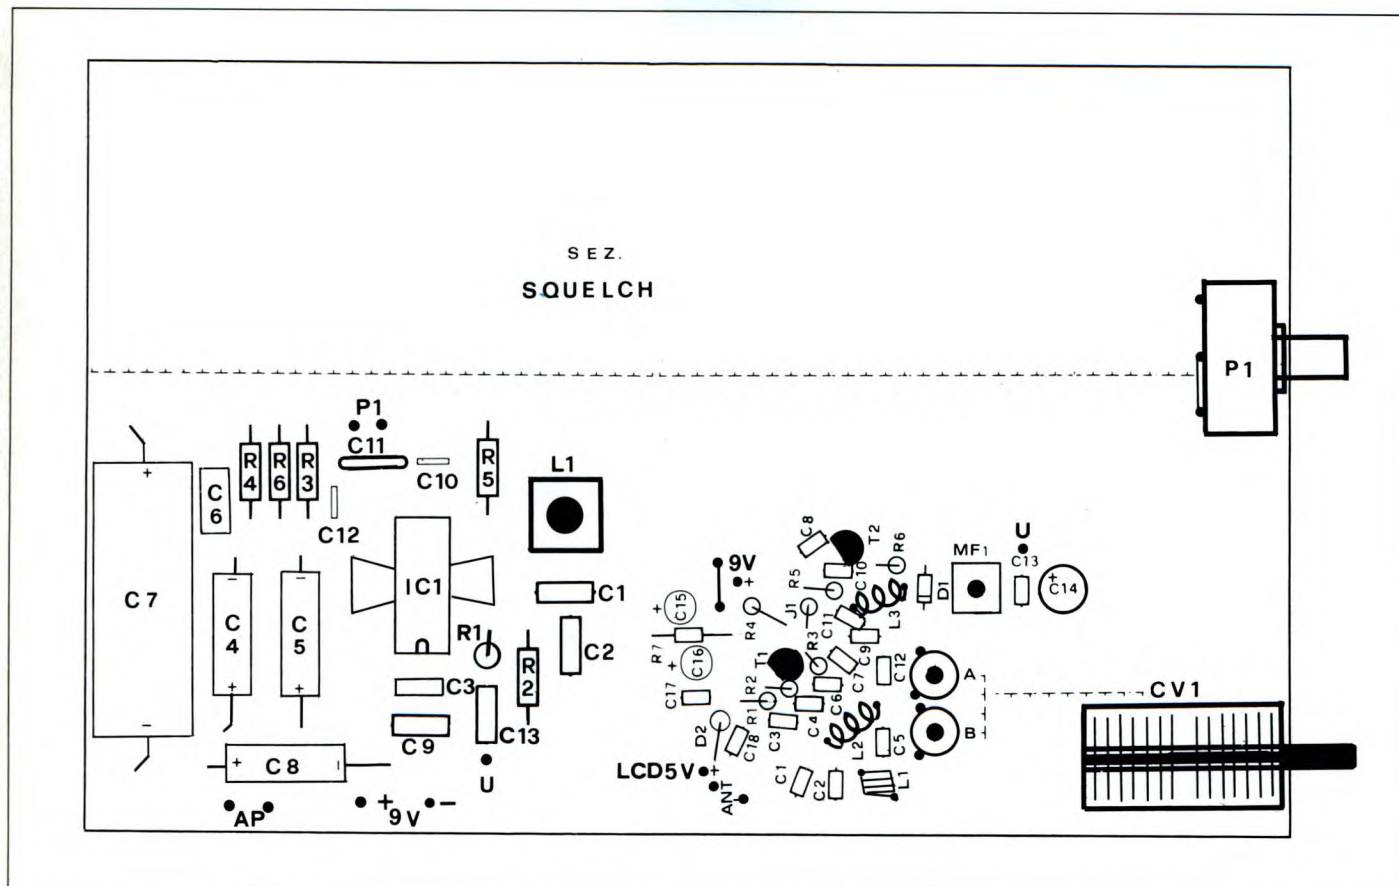 SEZ.
SQUELCH
P1
P1
C11
R4
R6
R3
C10
R5
L1
C6
C12
+
C7
-
-
C4
+
-
C5
+
IC1
C1
R1
C2
R2
C3
C9
C13
U
+ C8 -
AP
+ 9V -
C8
T2
R6
MF1
U
C13
9V
+
R5
C10
D1
+
C14
+
C15
R4
J1
C11
L3
R7
+
C16
T1
R3
C9
C7
C12
A
C17
R2
R1
C6
C4
C3
L2
C5
B
CV1
D2
C18
LCD5V
+
ANT
C1
C2
L1